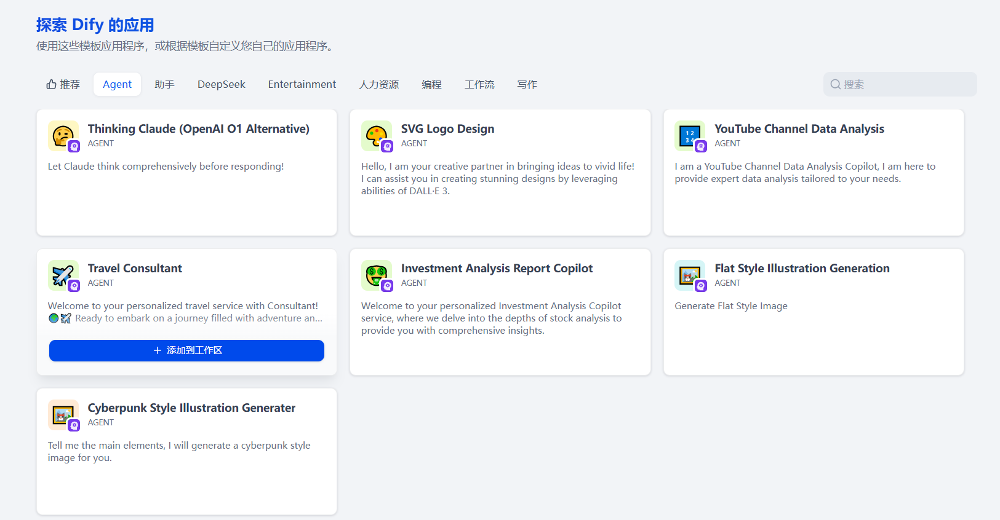 探索 Dify 的应用
使用这些模板应用程序，或根据模板自定义您自己的应用程序。
推荐 Agent 助手 DeepSeek Entertainment 人力资源 编程 工作流 写作 搜索
Thinking Claude (OpenAI O1 Alternative)
AGENT
Let Claude think comprehensively before responding!
SVG Logo Design
AGENT
Hello, I am your creative partner in bringing ideas to vivid life!
I can assist you in creating stunning designs by leveraging
abilities of DALL·E 3.
1 2
3 4
YouTube Channel Data Analysis
AGENT
I am a YouTube Channel Data Analysis Copilot, I am here to
provide expert data analysis tailored to your needs.
Travel Consultant
AGENT
Welcome to your personalized travel service with Consultant!
🌍✈️ Ready to embark on a journey filled with adventure an...
+ 添加到工作区
Investment Analysis Report Copilot
AGENT
Welcome to your personalized Investment Analysis Copilot
service, where we delve into the depths of stock analysis to
provide you with comprehensive insights.
Flat Style Illustration Generation
AGENT
Generate Flat Style Image
Cyberpunk Style Illustration Generater
AGENT
Tell me the main elements, I will generate a cyberpunk style
image for you.